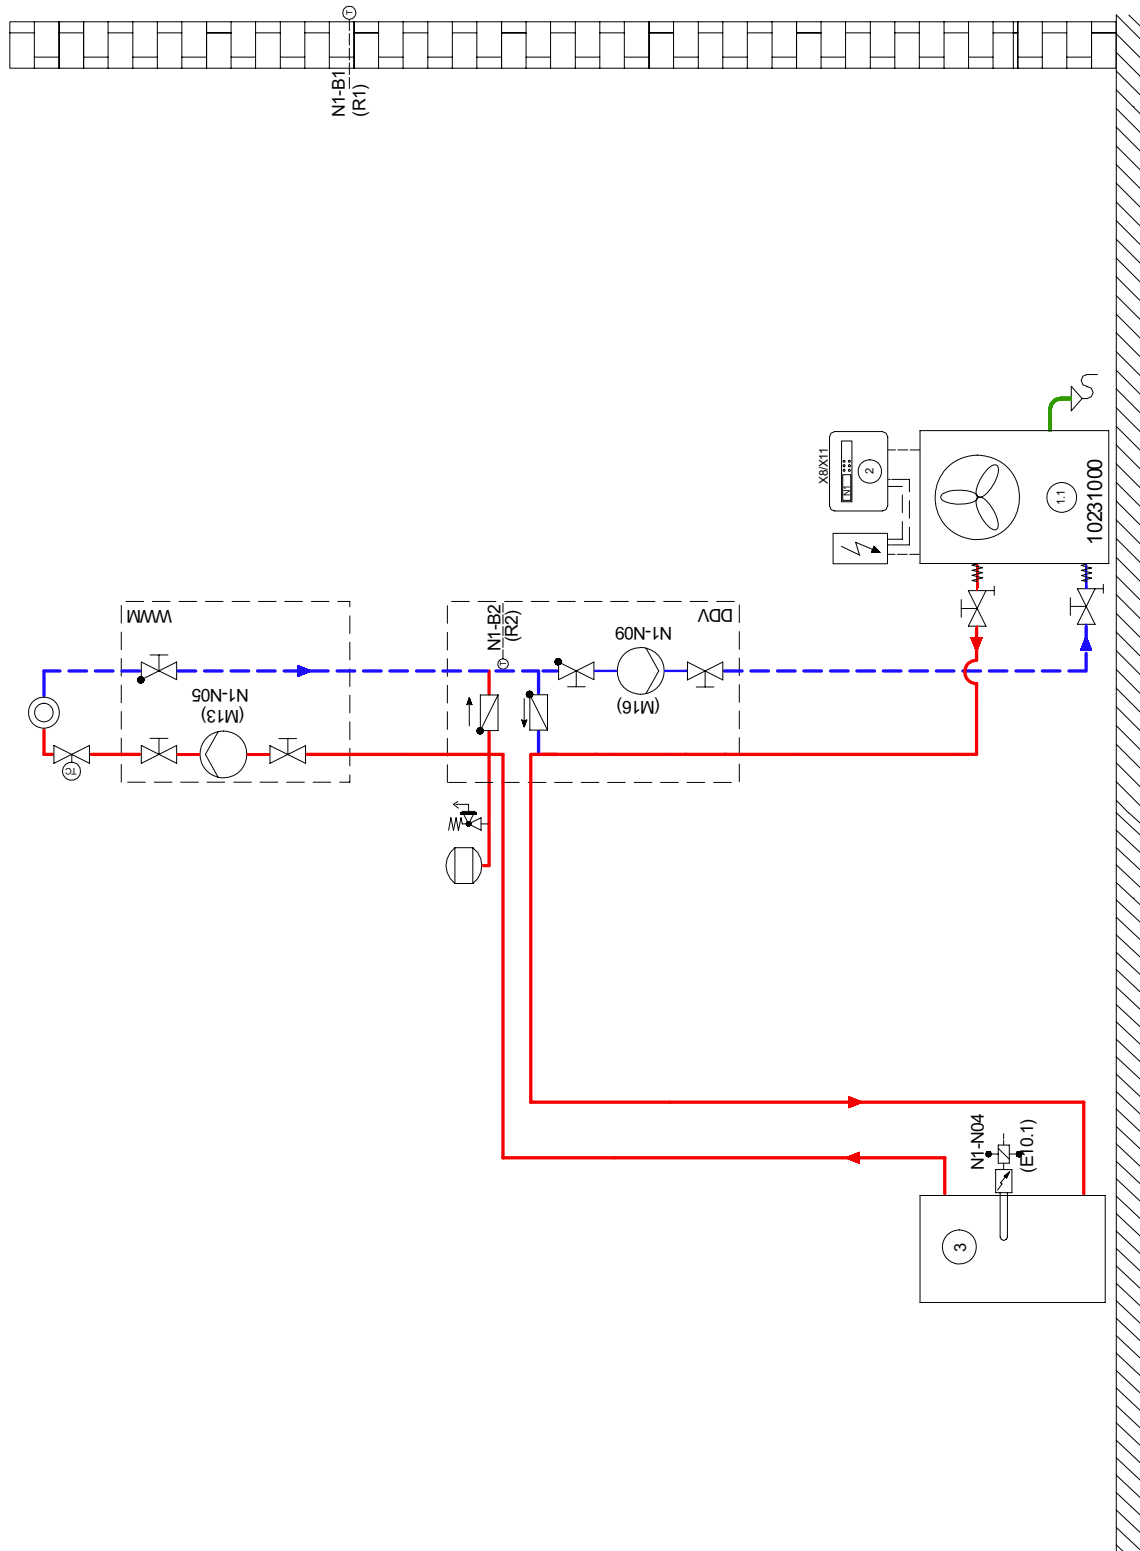 T
N1-B1
(R1)
X8/X11
N1
2
1.1
10231000
WWM
N1-N05
(M13)
TC
N1-B2
(R2)
T
DDV
N1-N09
(M16)
N1-N04
(E10.1)
3